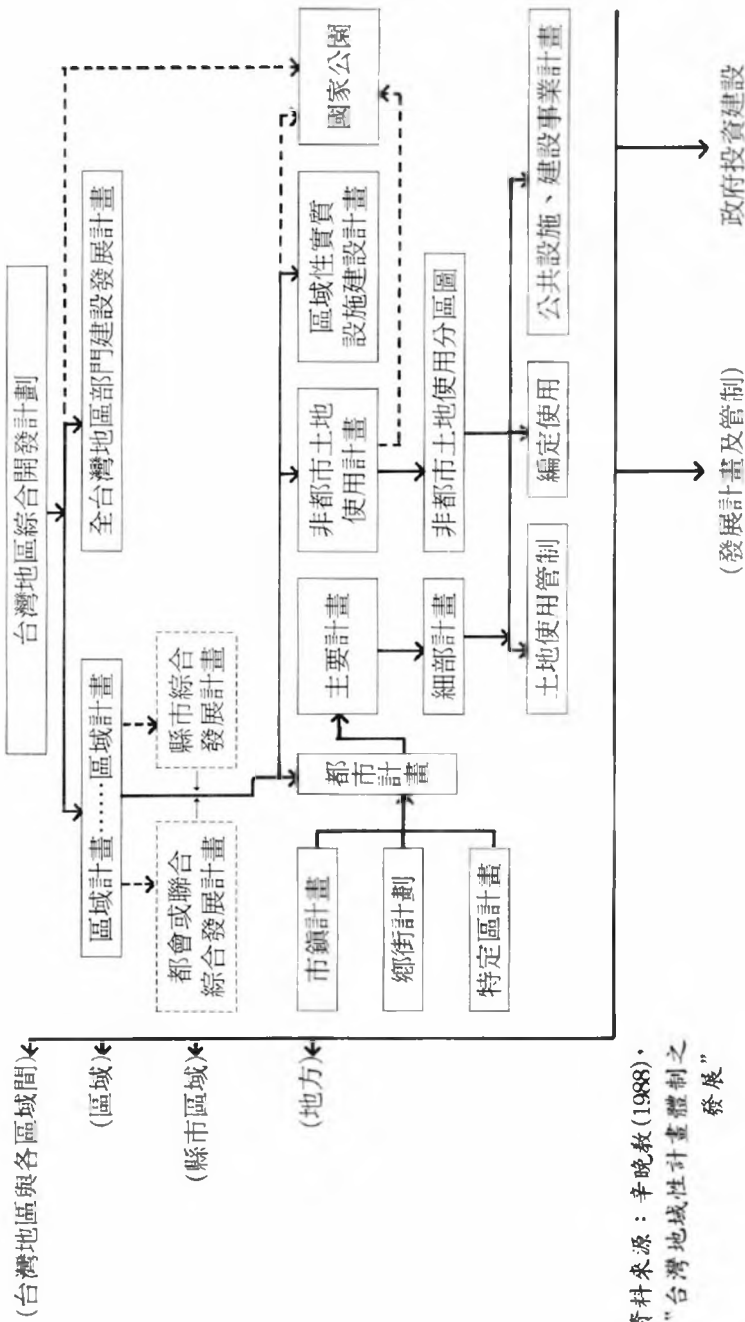 (台灣地區與各區域間)
台灣地區綜合開發計劃
(區域)
區域計畫……區域計畫
全台灣地區部門建設發展計畫
(縣市區域)
都會或聯合
綜合發展計畫
縣市綜合
發展計畫
(地方)
市鎮計畫
鄉街計劃
特定區計畫
都市計畫
主要計畫
非都市土地
使用計畫
區域性實質
設施建設計畫
國家公園
細部計畫
非都市土地使用分區圖
土地使用管制
編定使用
公共設施、建設事業計畫
(發展計畫及管制)
政府投資建設
資料來源：辛晚教(1988)，
"台灣地域性計畫體制之
發展"